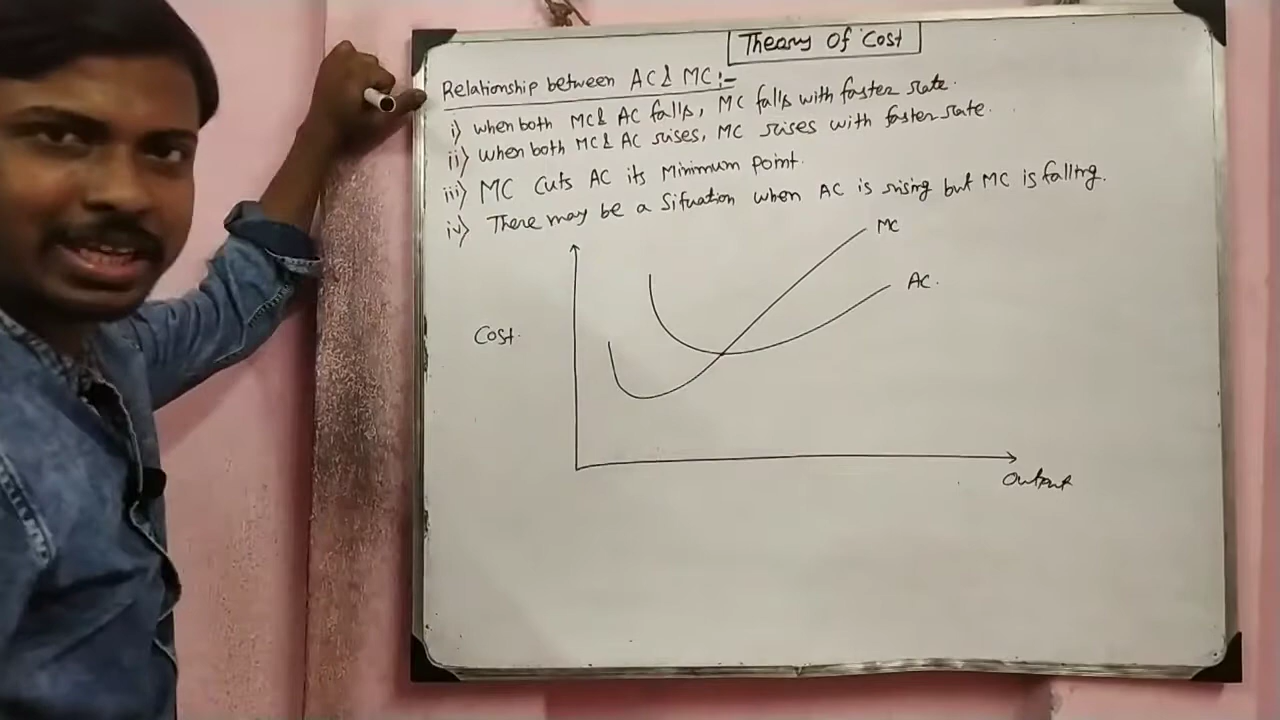 Theory Of Cost
Relationship between AC & MC :-
i) when both MC & AC falls, MC falls with faster rate.
ii) when both MC & AC rises, MC rises with faster rate.
iii) MC Cuts AC its Minimum point.
iv) There may be a Situation when AC is rising but MC is falling.
MC
AC.
Cost.
Output